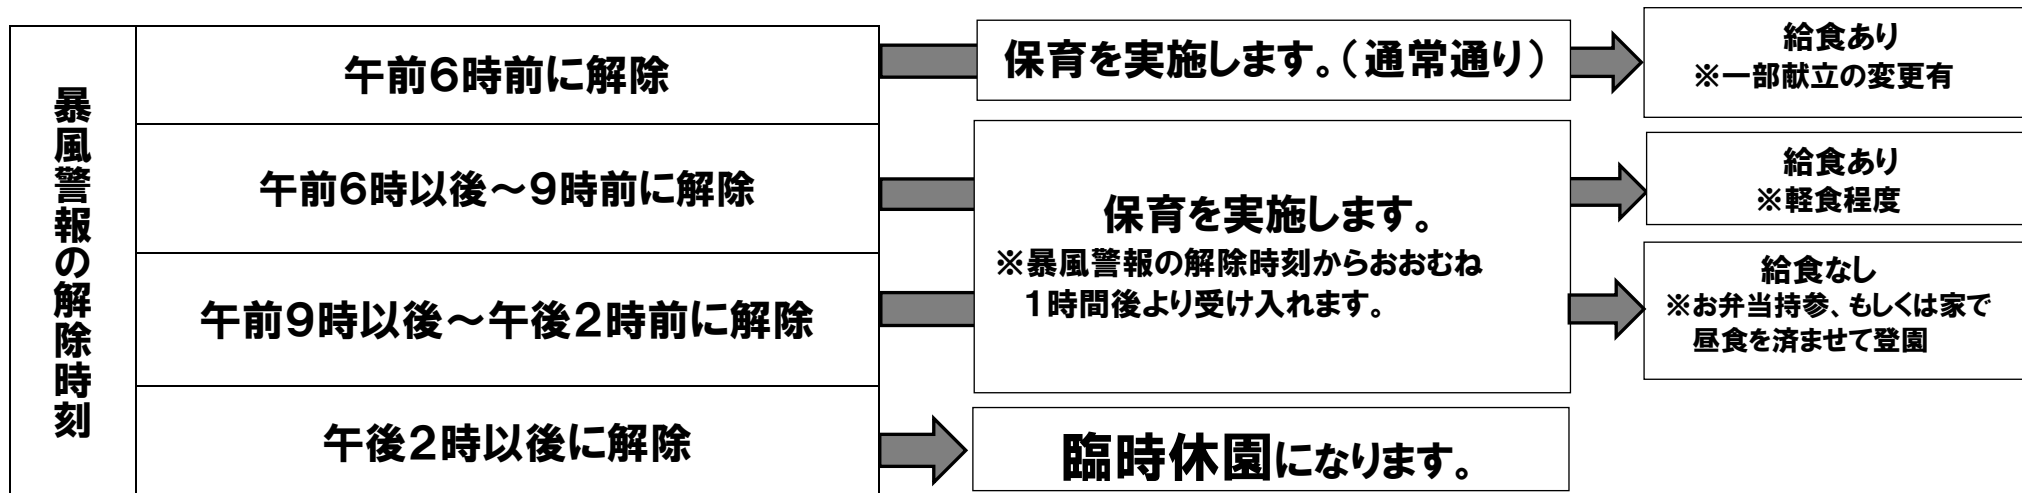 暴風警報の解除時刻
午前6時前に解除
保育を実施します。(通常通り)
給食あり
※一部献立の変更有
午前6時以後～9時前に解除
保育を実施します。
※暴風警報の解除時刻からおおむね
1時間後より受け入れます。
給食あり
※軽食程度
午前9時以後～午後2時前に解除
給食なし
※お弁当持参、もしくは家で
昼食を済ませて登園
午後2時以後に解除
臨時休園になります。